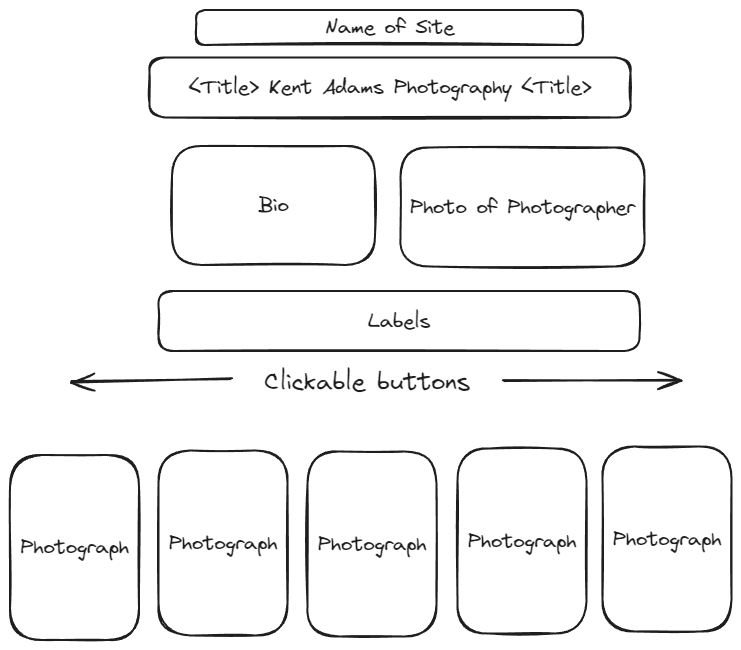 Name of Site
<Title> Kent Adams Photography <Title>
Bio
Photo of Photographer
Labels
Clickable buttons
Photograph
Photograph
Photograph
Photograph
Photograph